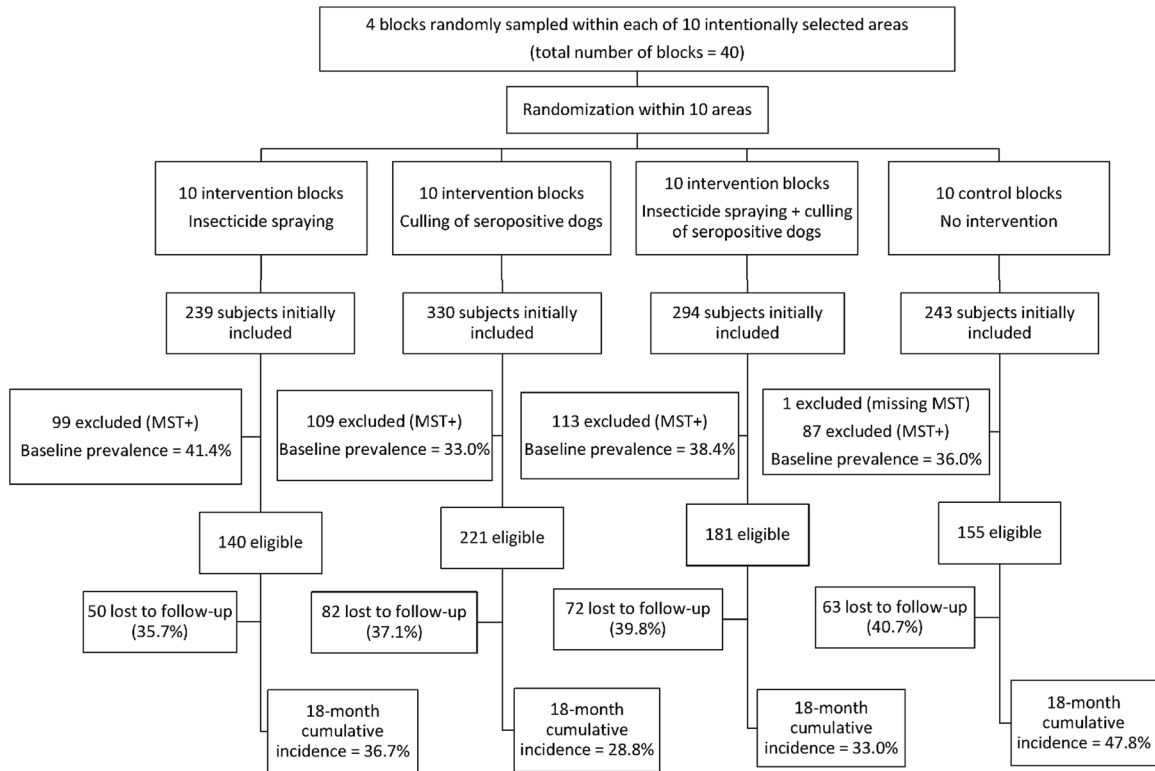 4 blocks randomly sampled within each of 10 intentionally selected areas
(total number of blocks = 40)
Randomization within 10 areas
10 intervention blocks
Insecticide spraying
10 intervention blocks
Culling of seropositive dogs
10 intervention blocks
Insecticide spraying + culling
of seropositive dogs
10 control blocks
No intervention
239 subjects initially
included
330 subjects initially
included
294 subjects initially
included
243 subjects initially
included
99 excluded (MST+)
Baseline prevalence = 41.4%
109 excluded (MST+)
Baseline prevalence = 33.0%
113 excluded (MST+)
Baseline prevalence = 38.4%
1 excluded (missing MST)
87 excluded (MST+)
Baseline prevalence = 36.0%
140 eligible
221 eligible
181 eligible
155 eligible
50 lost to follow-up
(35.7%)
82 lost to follow-up
(37.1%)
72 lost to follow-up
(39.8%)
63 lost to follow-up
(40.7%)
18-month
cumulative
incidence = 36.7%
18-month
cumulative
incidence = 28.8%
18-month
cumulative
incidence = 33.0%
18-month
cumulative
incidence = 47.8%